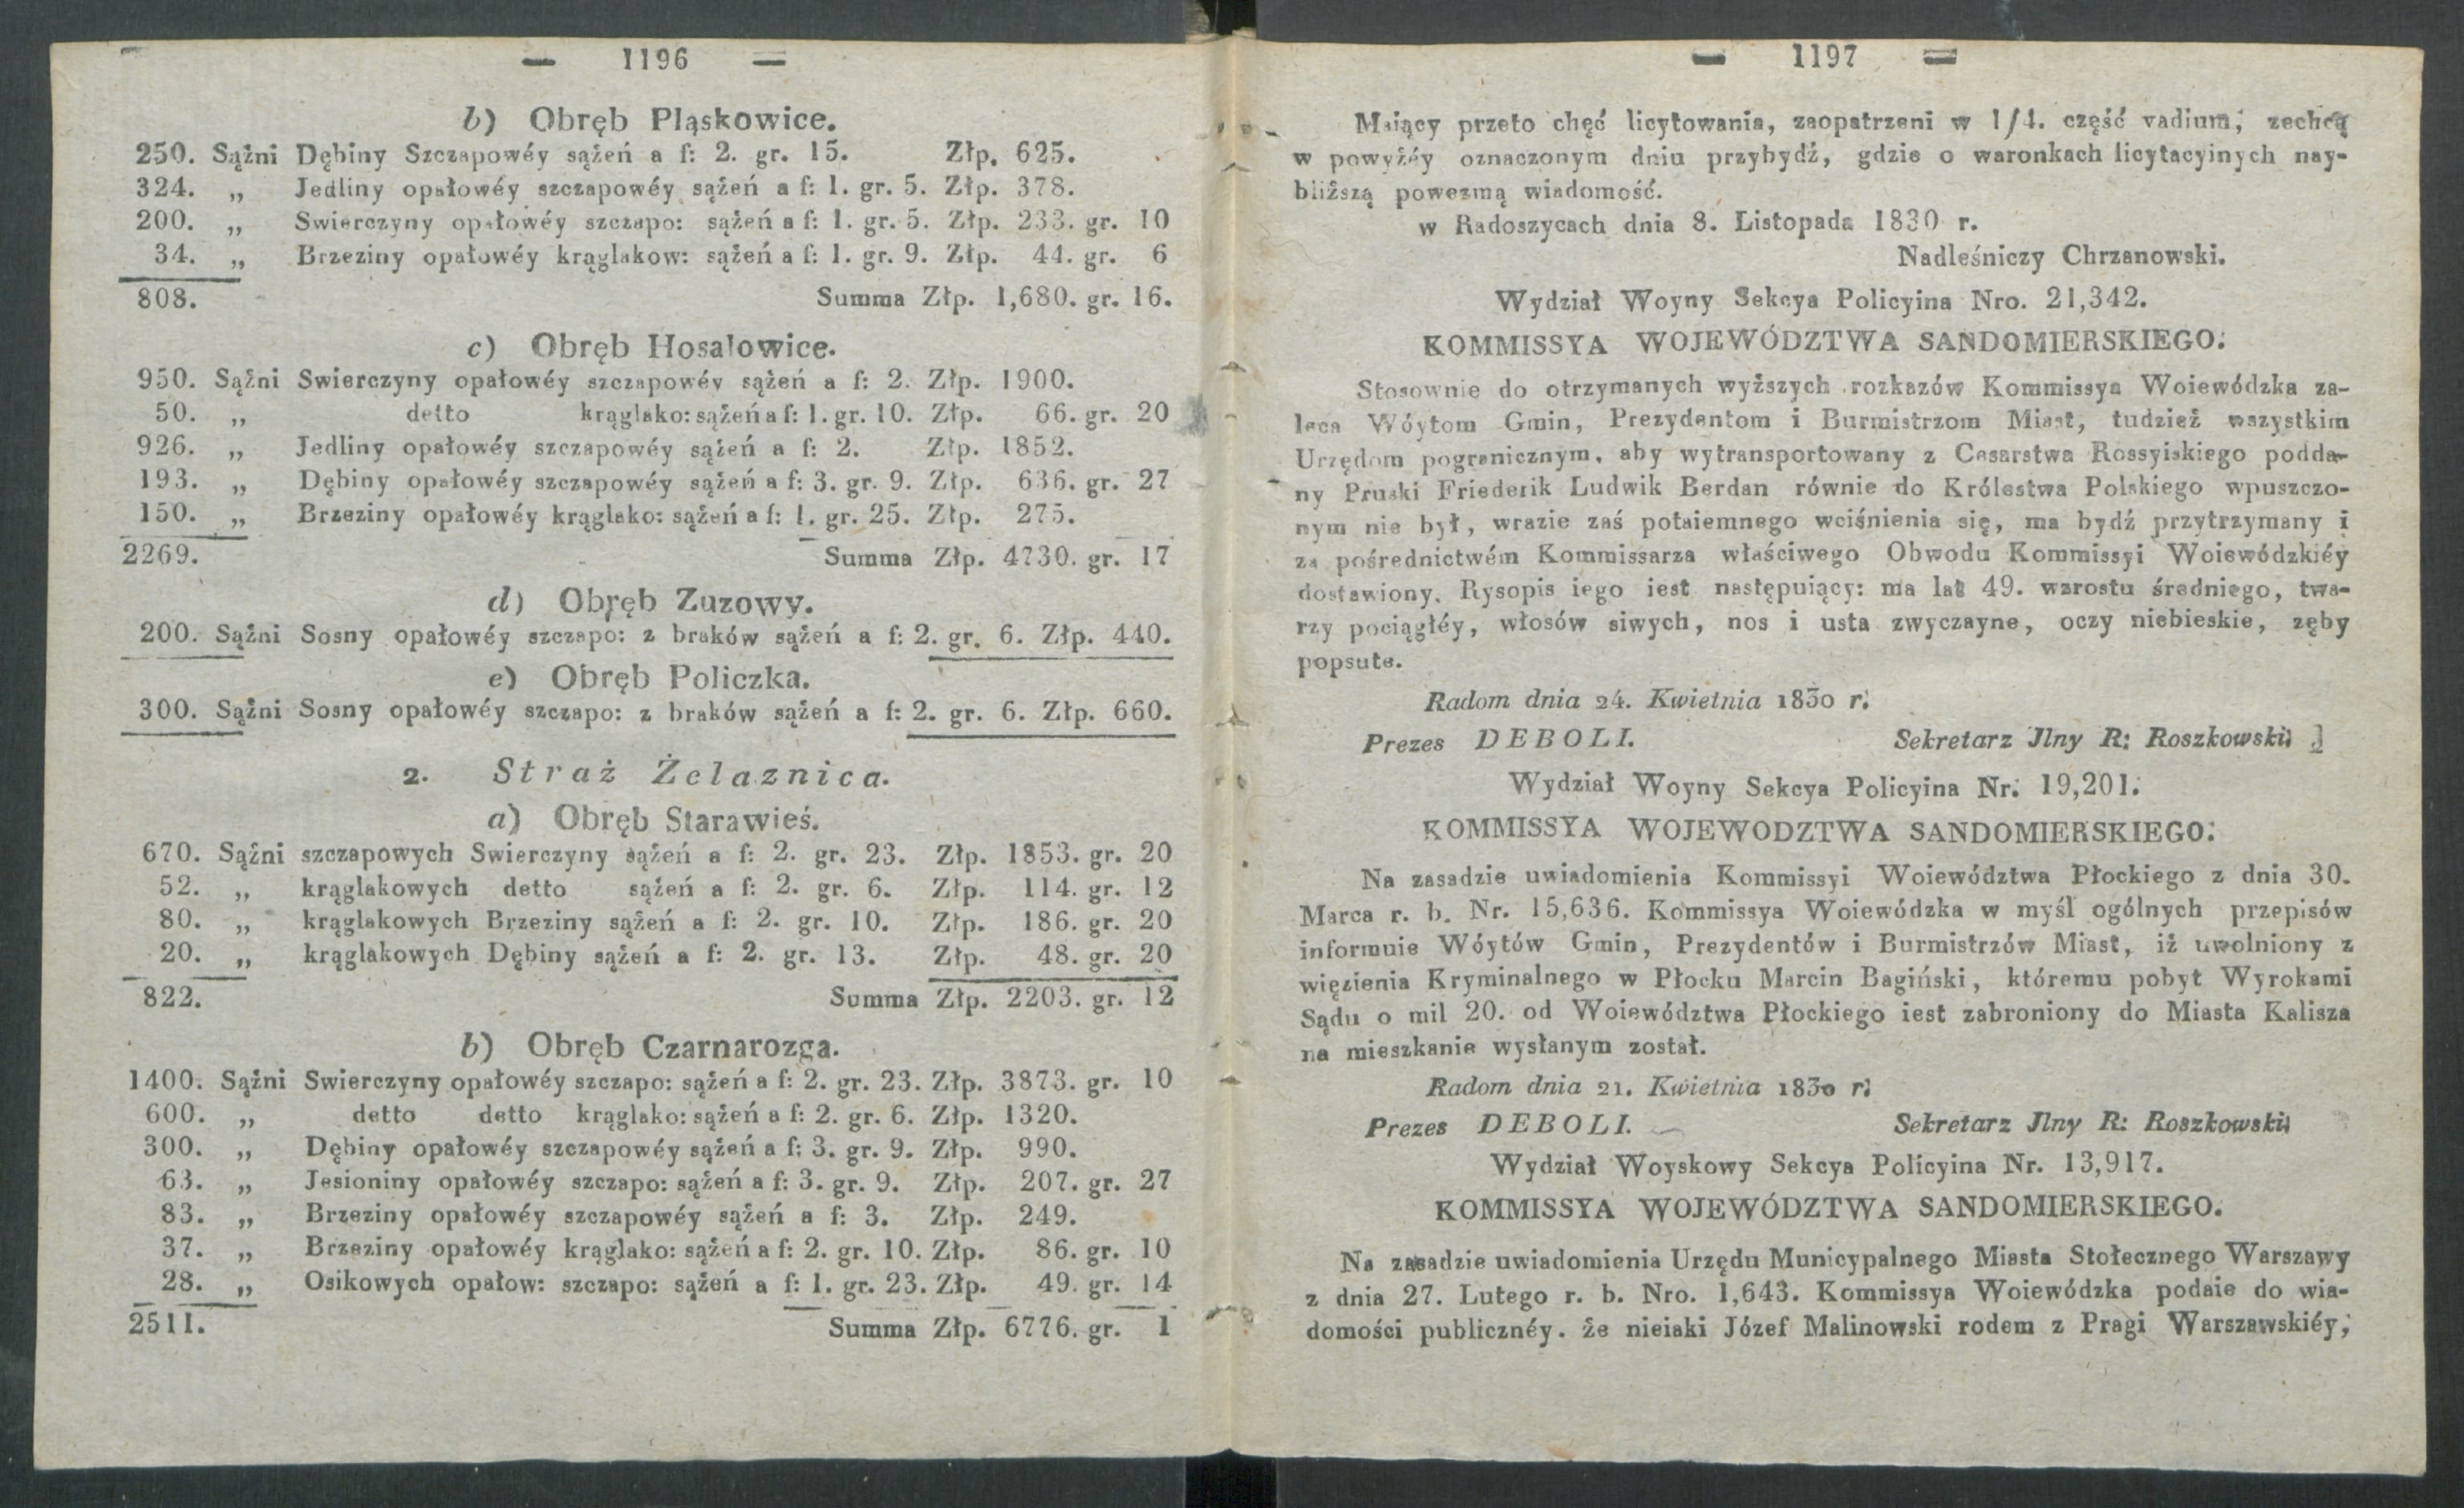 — 1196 —
b) Obręb Pląskowice.
250. Sążni Dębiny Szczapowéy sążeń a f: 2. gr. 15. Złp. 625.
324. „ Jedliny opałowéy szczapowéy sążeń a f: 1. gr. 5. Złp. 378.
200. „ Swierczyny opałowéy szczapo: sążeń a f: 1. gr. 5. Złp. 233. gr. 10
34. „ Brzeziny opałowéy krąglakow: sążeń a f: 1. gr. 9. Złp. 44. gr. 6
808. Summa Złp. 1,680. gr. 16.
c) Obręb Hosalowice.
950. Sążni Swierczyny opałowéy szczapowéy sążeń a f: 2. Złp. 1900.
50. „ detto krąglako: sążeń a f: 1. gr. 10. Złp. 66. gr. 20
926. „ Jedliny opałowéy szczapowéy sążeń a f: 2. Złp. 1852.
193. „ Dębiny opałowéy szczapowéy sążeń a f: 3. gr. 9. Złp. 636. gr. 27
150. „ Brzeziny opałowéy krąglako: sążeń a f: 1. gr. 25. Złp. 275.
2269. Summa Złp. 4730. gr. 17
d) Obręb Zuzowy.
200. Sążni Sosny opałowéy szczapo: z braków sążeń a f: 2. gr. 6. Złp. 440.
e) Obręb Policzka.
300. Sążni Sosny opałowéy szczapo: z braków sążeń a f: 2. gr. 6. Złp. 660.
2. Straż Żelaznica.
a) Obręb Starawieś.
670. Sążni szczapowych Swierczyny sążeń a f: 2. gr. 23. Złp. 1853. gr. 20
52. „ krąglakowych detto sążeń a f: 2. gr. 6. Złp. 114. gr. 12
80. „ krąglakowych Brzeziny sążeń a f: 2. gr. 10. Złp. 186. gr. 20
20. „ krąglakowych Dębiny sążeń a f: 2. gr. 13. Złp. 48. gr. 20
822. Summa Złp. 2203. gr. 12
b) Obręb Czarnarozga.
1400. Sążni Swierczyny opałowéy szczapo: sążeń a f: 2. gr. 23. Złp. 3873. gr. 10
600. „ detto detto krąglako: sążeń a f: 2. gr. 6. Złp. 1320.
300. „ Dębiny opałowéy szczapowéy sążeń a f: 3. gr. 9. Złp. 990.
63. „ Jesioniny opałowéy szczapo: sążeń a f: 3. gr. 9. Złp. 207. gr. 27
83. „ Brzeziny opałowéy szczapowéy sążeń a f: 3. Złp. 249.
37. „ Brzeziny opałowéy krąglako: sążeń a f: 2. gr. 10. Złp. 86. gr. 10
28. „ Osikowych opałow: szczapo: sążeń a f: 1. gr. 23. Złp. 49. gr. 14
2511. Summa Złp. 6776. gr. 1
— 1197 —
Maiący przeto chęć licytowania, zaopatrzeni w 1/4. część vadium, zechcą
w powyźéy oznaczonym dniu przybydź, gdzie o waronkach licytacyinych nay-
bliższą powezmą wiadomość.
w Radoszycach dnia 8. Listopada 1830 r.
Nadleśniczy Chrzanowski.
Wydział Woyny Sekcya Policyina Nro. 21,342.
KOMMISSYA WOJEWÓDZTWA SANDOMIERSKIEGO.
Stosownie do otrzymanych wyższych rozkazów Kommissya Woiewódzka za-
leca Wóytom Gmin, Prezydentom i Burmistrzom Miast, tudzież wszystkim
Urzędom pogranicznym, aby wytransportowany z Cesarstwa Rossyiskiego podda-
ny Pruski Friederik Ludwik Berdan równie do Królestwa Polskiego wpuszczo-
nym nie był, wrazie zaś potaiemnego wciśnienia się, ma bydź przytrzymany i
za pośrednictwém Kommissarza właściwego Obwodu Kommissyi Woiewódzkiéy
dostawiony. Rysopis iego iest następuiący: ma lat 49. wzrostu średniego, twa-
rzy pociągłéy, włosów siwych, nos i usta zwyczayne, oczy niebieskie, zęby
popsute.
Radom dnia 24. Kwietnia 1830 r.
Prezes DEBOLI. Sekretarz Jlny R: Roszkowski
Wydział Woyny Sekcya Policyina Nr. 19,201.
KOMMISSYA WOJEWODZTWA SANDOMIERSKIEGO.
Na zasadzie uwiadomienia Kommissyi Woiewództwa Płockiego z dnia 30.
Marca r. b. Nr. 15,636. Kommissya Woiewódzka w myśl ogólnych przepisów
informuie Wóytów Gmin, Prezydentów i Burmistrzów Miast, iż uwolniony z
więzienia Kryminalnego w Płocku Marcin Bagiński, któremu pobyt Wyrokami
Sądu o mil 20. od Woiewództwa Płockiego iest zabroniony do Miasta Kalisza
na mieszkanie wysłanym został.
Radom dnia 21. Kwietnia 1830 r.
Prezes DEBOLI. Sekretarz Jlny R: Roszkowski
Wydział Woyskowy Sekcya Policyina Nr. 13,917.
KOMMISSYA WOJEWÓDZTWA SANDOMIERSKIEGO.
Na zasadzie uwiadomienia Urzędu Municypalnego Miasta Stołecznego Warszawy
z dnia 27. Lutego r. b. Nro. 1,643. Kommissya Woiewódzka podaie do wia-
domości publicznéy. że nieiaki Józef Malinowski rodem z Pragi Warszawskiéy,